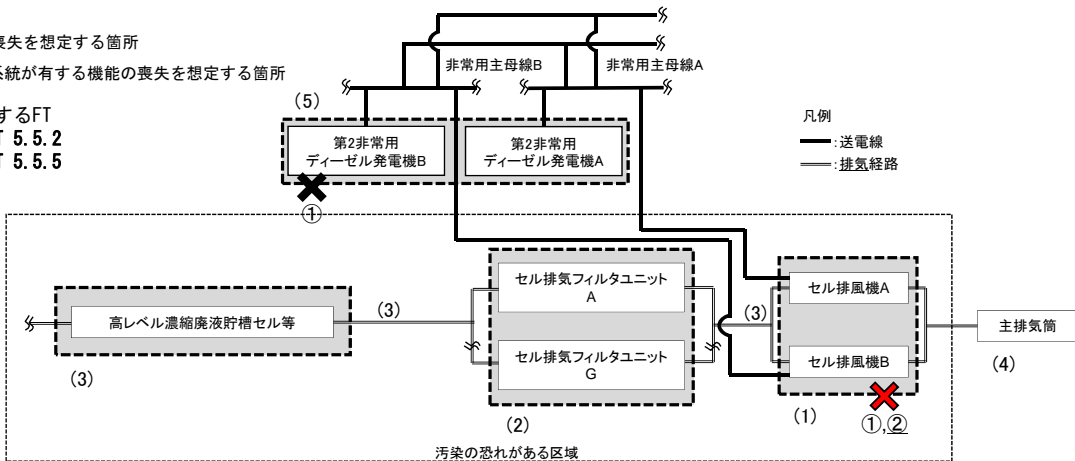 喪失を想定する箇所
系統が有する機能の喪失を想定する箇所
するFT
5.5.2
5.5.5
非常用主母線B
非常用主母線A
(5)
第2非常用
ディーゼル発電機B
第2非常用
ディーゼル発電機A
①
凡例
:送電線
:排気経路
高レベル濃縮廃液貯槽セル等
(3)
(3)
セル排気フィルタユニット
A
セル排気フィルタユニット
G
(2)
(3)
セル排風機A
セル排風機B
(1)
①,②
主排気筒
(4)
汚染の恐れがある区域